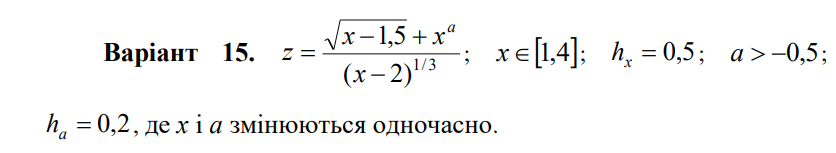 Варіант 15. z = (√(x − 1,5) + x^a) / (x − 2)^(1/3); x ∈ [1,4]; h_x = 0,5; a > −0,5;
h_a = 0,2, де x і a змінюються одночасно.